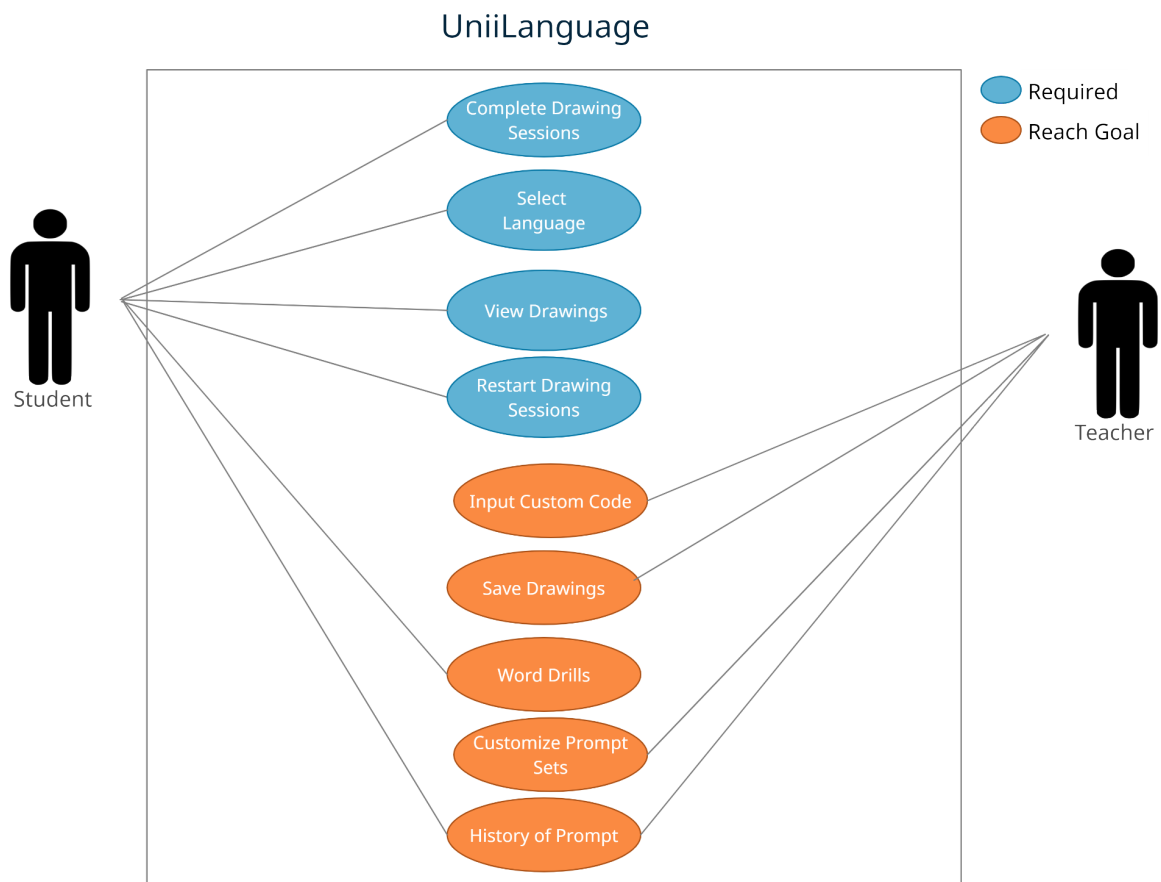 UniiLanguage
Required
Reach Goal
Complete Drawing
Sessions
Select
Language
View Drawings
Restart Drawing
Sessions
Input Custom Code
Save Drawings
Word Drills
Customize Prompt
Sets
History of Prompt
Student
Teacher